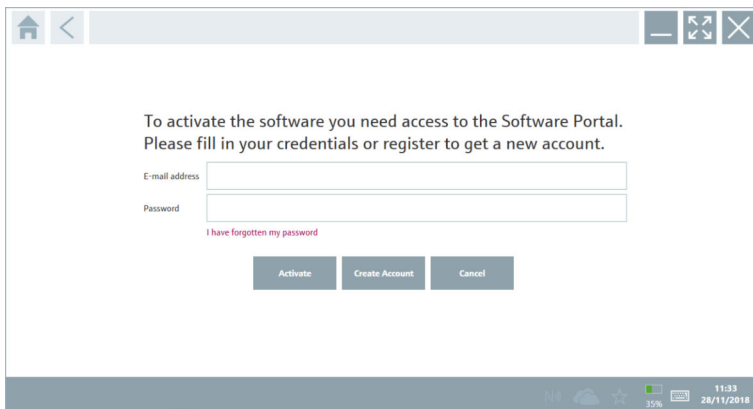 To activate the software you need access to the Software Portal.
Please fill in your credentials or register to get a new account.
E-mail address
Password
I have forgotten my password
Activate Create Account Cancel
35%
11:33
28/11/2018